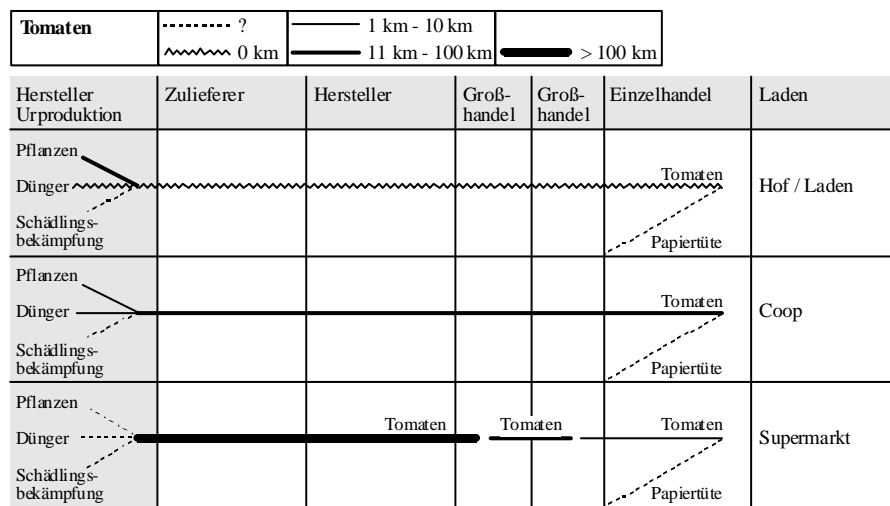 Tomaten
?
1 km - 10 km
0 km
11 km - 100 km
> 100 km
Hersteller
Urproduktion
Zulieferer
Hersteller
Groß-
handel
Groß-
handel
Einzelhandel
Laden
Pflanzen
Dünger
Schädlings-
bekämpfung
Tomaten
Papiertüte
Hof / Laden
Pflanzen
Dünger
Schädlings-
bekämpfung
Tomaten
Papiertüte
Coop
Pflanzen
Dünger
Schädlings-
bekämpfung
Tomaten
Tomaten
Tomaten
Papiertüte
Supermarkt